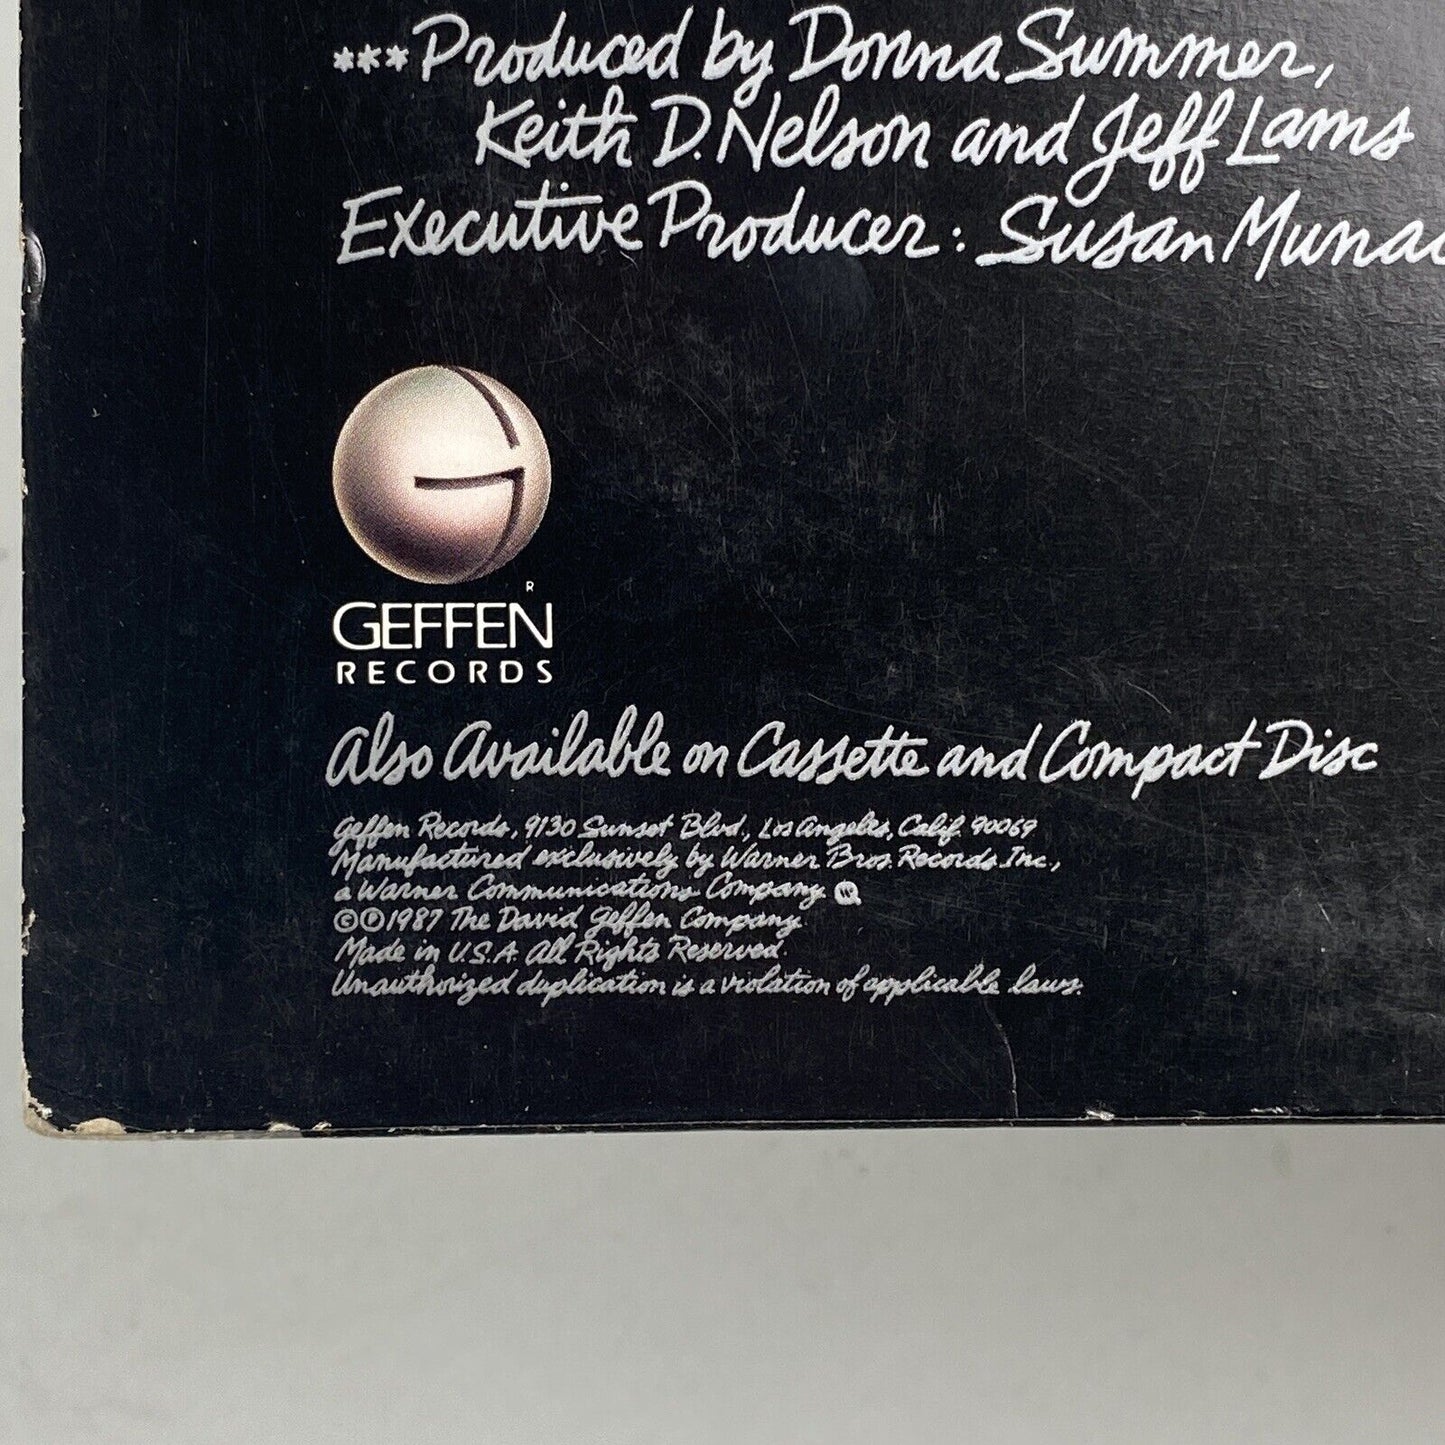 ***Produced by Donna Summer,
Keith D. Nelson and Jeff Lams
Executive Producer: Susan Munao
R
GEFFEN
RECORDS
Also Available on Cassette and Compact Disc
Geffen Records, 9130 Sunset Blvd., Los Angeles, Calif. 90069
Manufactured exclusively by Warner Bros. Records Inc.,
a Warner Communications Company
©℗1987 The David Geffen Company
Made in U.S.A. All Rights Reserved.
Unauthorized duplication is a violation of applicable laws.